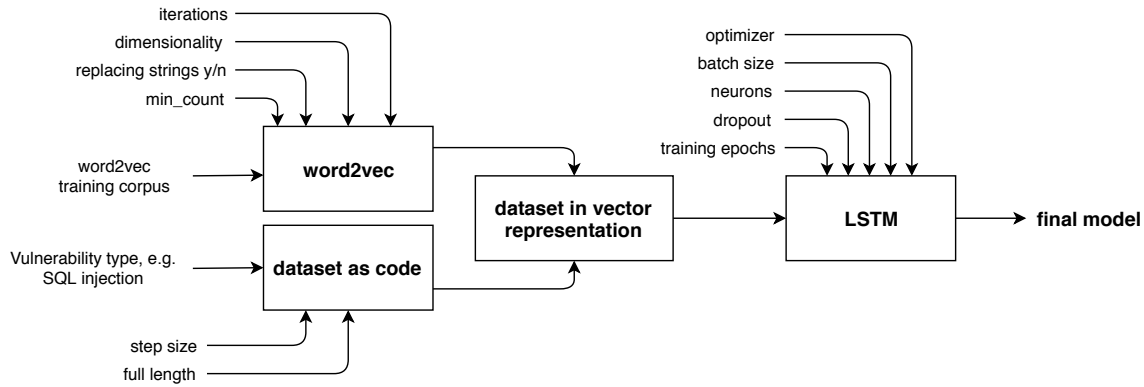 iterations
dimensionality
replacing strings y/n
min_count
word2vec
training corpus
word2vec
Vulnerability type, e.g.
SQL injection
dataset as code
step size
full length
dataset in vector
representation
optimizer
batch size
neurons
dropout
training epochs
LSTM
final model